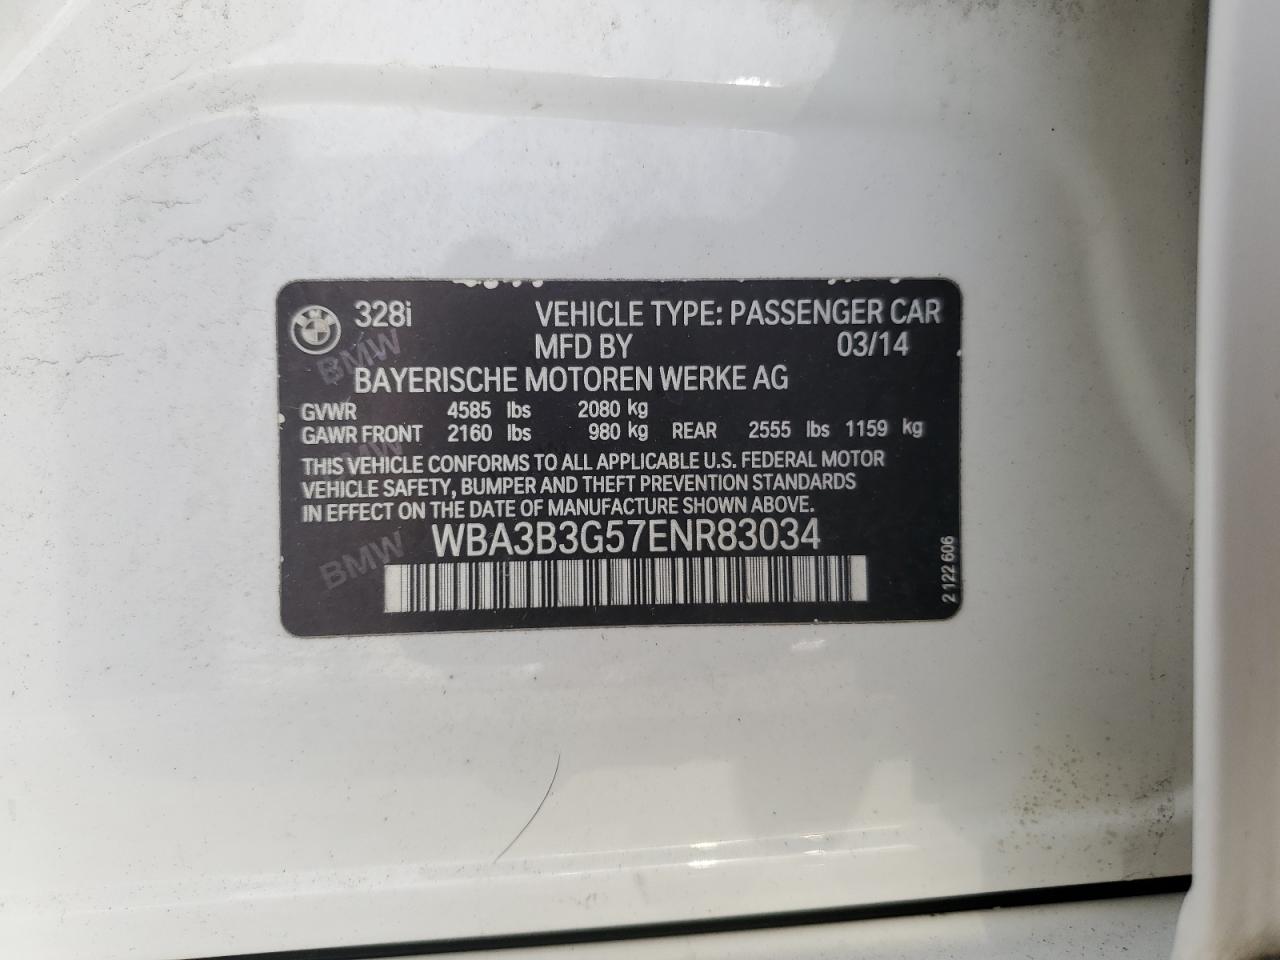 328i VEHICLE TYPE: PASSENGER CAR
MFD BY 03/14
BAYERISCHE MOTOREN WERKE AG
GVWR 4585 lbs 2080 kg
GAWR FRONT 2160 lbs 980 kg REAR 2555 lbs 1159 kg
THIS VEHICLE CONFORMS TO ALL APPLICABLE U.S. FEDERAL MOTOR
VEHICLE SAFETY, BUMPER AND THEFT PREVENTION STANDARDS
IN EFFECT ON THE DATE OF MANUFACTURE SHOWN ABOVE.
WBA3B3G57ENR83034
2 122 606
BMW
BMW
BMW
BMW